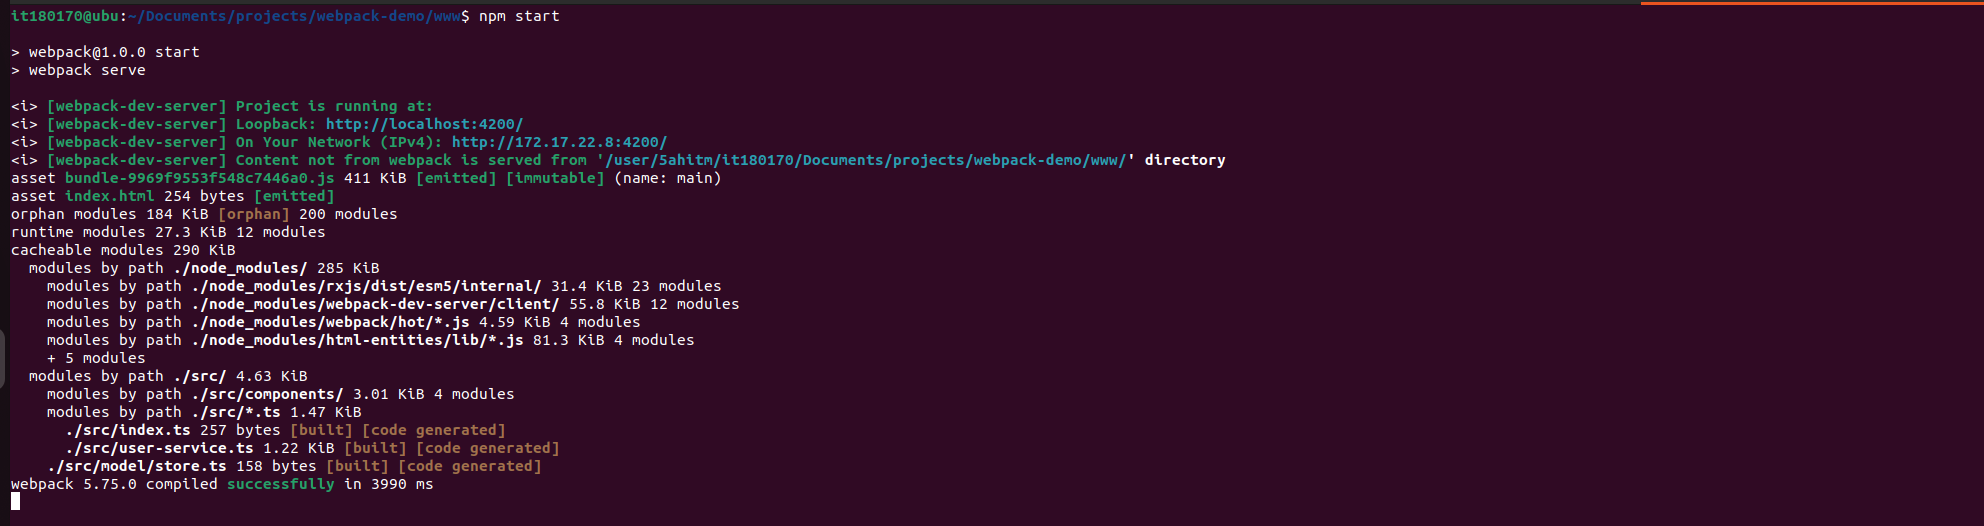 it180170@ubu:~/Documents/projects/webpack-demo/www$ npm start
> webpack@1.0.0 start
> webpack serve
<i> [webpack-dev-server] Project is running at:
<i> [webpack-dev-server] Loopback: http://localhost:4200/
<i> [webpack-dev-server] On Your Network (IPv4): http://172.17.22.8:4200/
<i> [webpack-dev-server] Content not from webpack is served from '/user/5ahitm/it180170/Documents/projects/webpack-demo/www/' directory
asset bundle-9969f9553f548c7446a0.js 411 KiB [emitted] [immutable] (name: main)
asset index.html 254 bytes [emitted]
orphan modules 184 KiB [orphan] 200 modules
runtime modules 27.3 KiB 12 modules
cacheable modules 290 KiB
  modules by path ./node_modules/ 285 KiB
    modules by path ./node_modules/rxjs/dist/esm5/internal/ 31.4 KiB 23 modules
    modules by path ./node_modules/webpack-dev-server/client/ 55.8 KiB 12 modules
    modules by path ./node_modules/webpack/hot/*.js 4.59 KiB 4 modules
    modules by path ./node_modules/html-entities/lib/*.js 81.3 KiB 4 modules
    + 5 modules
  modules by path ./src/ 4.63 KiB
    modules by path ./src/components/ 3.01 KiB 4 modules
    modules by path ./src/*.ts 1.47 KiB
      ./src/index.ts 257 bytes [built] [code generated]
      ./src/user-service.ts 1.22 KiB [built] [code generated]
    ./src/model/store.ts 158 bytes [built] [code generated]
webpack 5.75.0 compiled successfully in 3990 ms